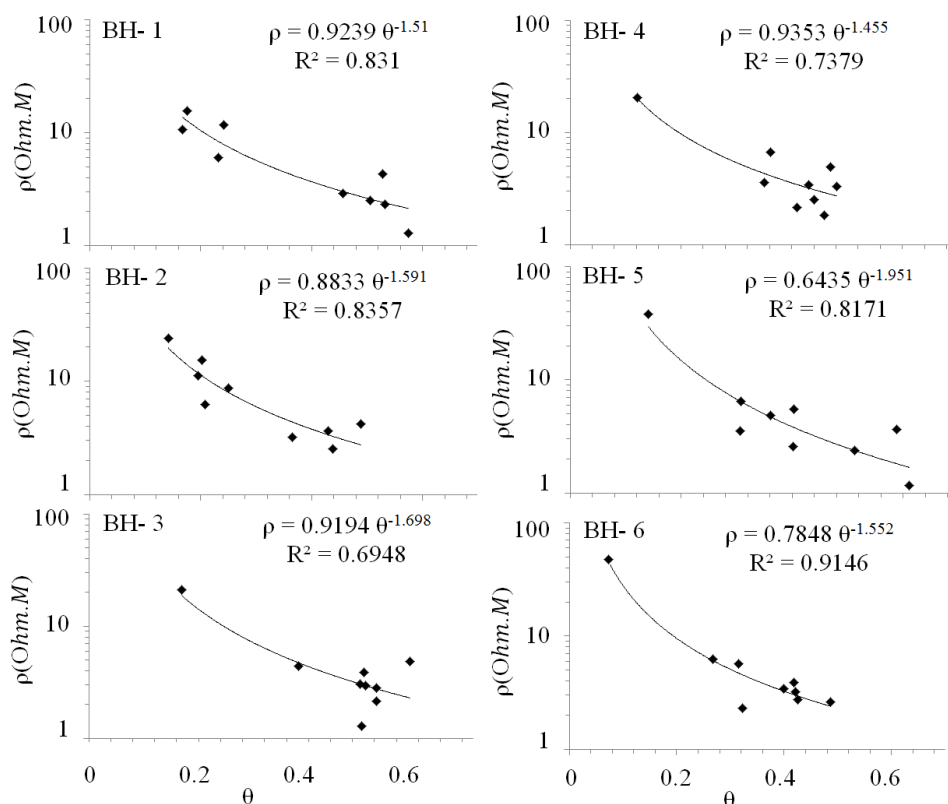 100
BH- 1
ρ = 0.9239 θ^-1.51
R² = 0.831
10
ρ(Ohm.M)
1
100
BH- 4
ρ = 0.9353 θ^-1.455
R² = 0.7379
10
ρ(Ohm.M)
1
100
BH- 2
ρ = 0.8833 θ^-1.591
R² = 0.8357
10
ρ(Ohm.M)
1
100
BH- 5
ρ = 0.6435 θ^-1.951
R² = 0.8171
10
ρ(Ohm.M)
1
100
BH- 3
ρ = 0.9194 θ^-1.698
R² = 0.6948
10
ρ(Ohm.M)
1
0 0.2 0.4 0.6
θ
100
BH- 6
ρ = 0.7848 θ^-1.552
R² = 0.9146
10
ρ(Ohm.M)
1
0 0.2 0.4 0.6
θ